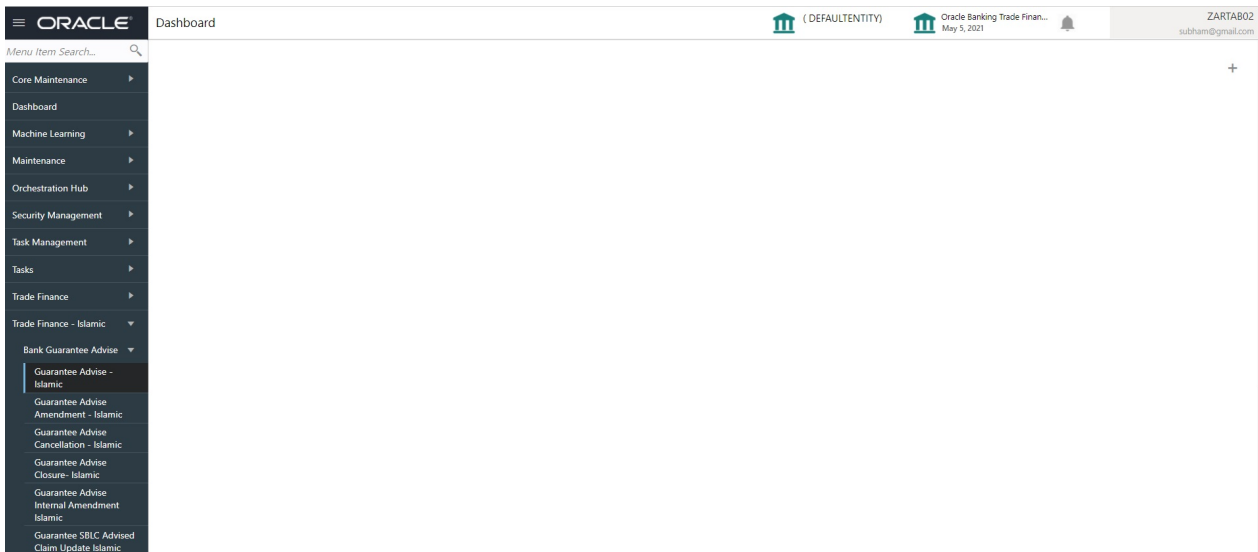 ORACLE
Dashboard
( DEFAULTENTITY)
Oracle Banking Trade Finan...
May 5, 2021
ZARTAB02
subham@gmail.com
Menu Item Search...
Core Maintenance
Dashboard
Machine Learning
Maintenance
Orchestration Hub
Security Management
Task Management
Tasks
Trade Finance
Trade Finance - Islamic
Bank Guarantee Advise
Guarantee Advise -
Islamic
Guarantee Advise
Amendment - Islamic
Guarantee Advise
Cancellation - Islamic
Guarantee Advise
Closure- Islamic
Guarantee Advise
Internal Amendment
Islamic
Guarantee SBLC Advised
Claim Update Islamic